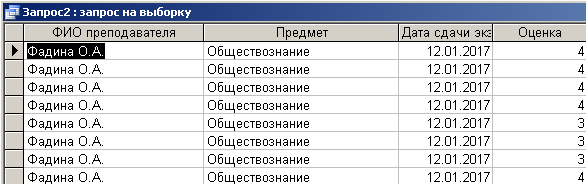 Запрос2 : запрос на выборку
ФИО преподавателя Предмет Дата сдачи экз Оценка
Фадина О.А. Обществознание 12.01.2017 4
Фадина О.А. Обществознание 12.01.2017 4
Фадина О.А. Обществознание 12.01.2017 4
Фадина О.А. Обществознание 12.01.2017 4
Фадина О.А. Обществознание 12.01.2017 3
Фадина О.А. Обществознание 12.01.2017 3
Фадина О.А. Обществознание 12.01.2017 3
Фадина О.А. Обществознание 12.01.2017 4